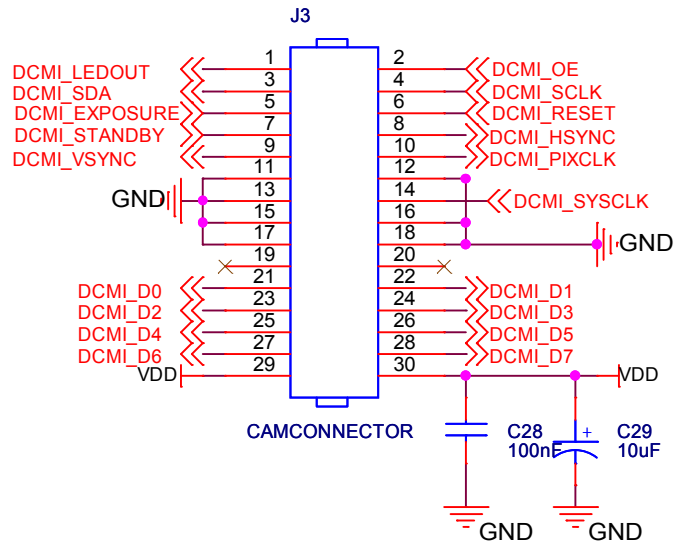 J3
1 2
DCMI_LEDOUT DCMI_OE
3 4
DCMI_SDA DCMI_SCLK
5 6
DCMI_EXPOSURE DCMI_RESET
7 8
DCMI_STANDBY DCMI_HSYNC
9 10
DCMI_VSYNC DCMI_PIXCLK
11 12
GND 13 14 DCMI_SYSCLK
15 16
17 18 GND
19 20
21 22
DCMI_D0 DCMI_D1
23 24
DCMI_D2 DCMI_D3
25 26
DCMI_D4 DCMI_D5
27 28
DCMI_D6 DCMI_D7
VDD 29 30 VDD
CAMCONNECTOR C28 + C29
100nF 10uF
GND GND